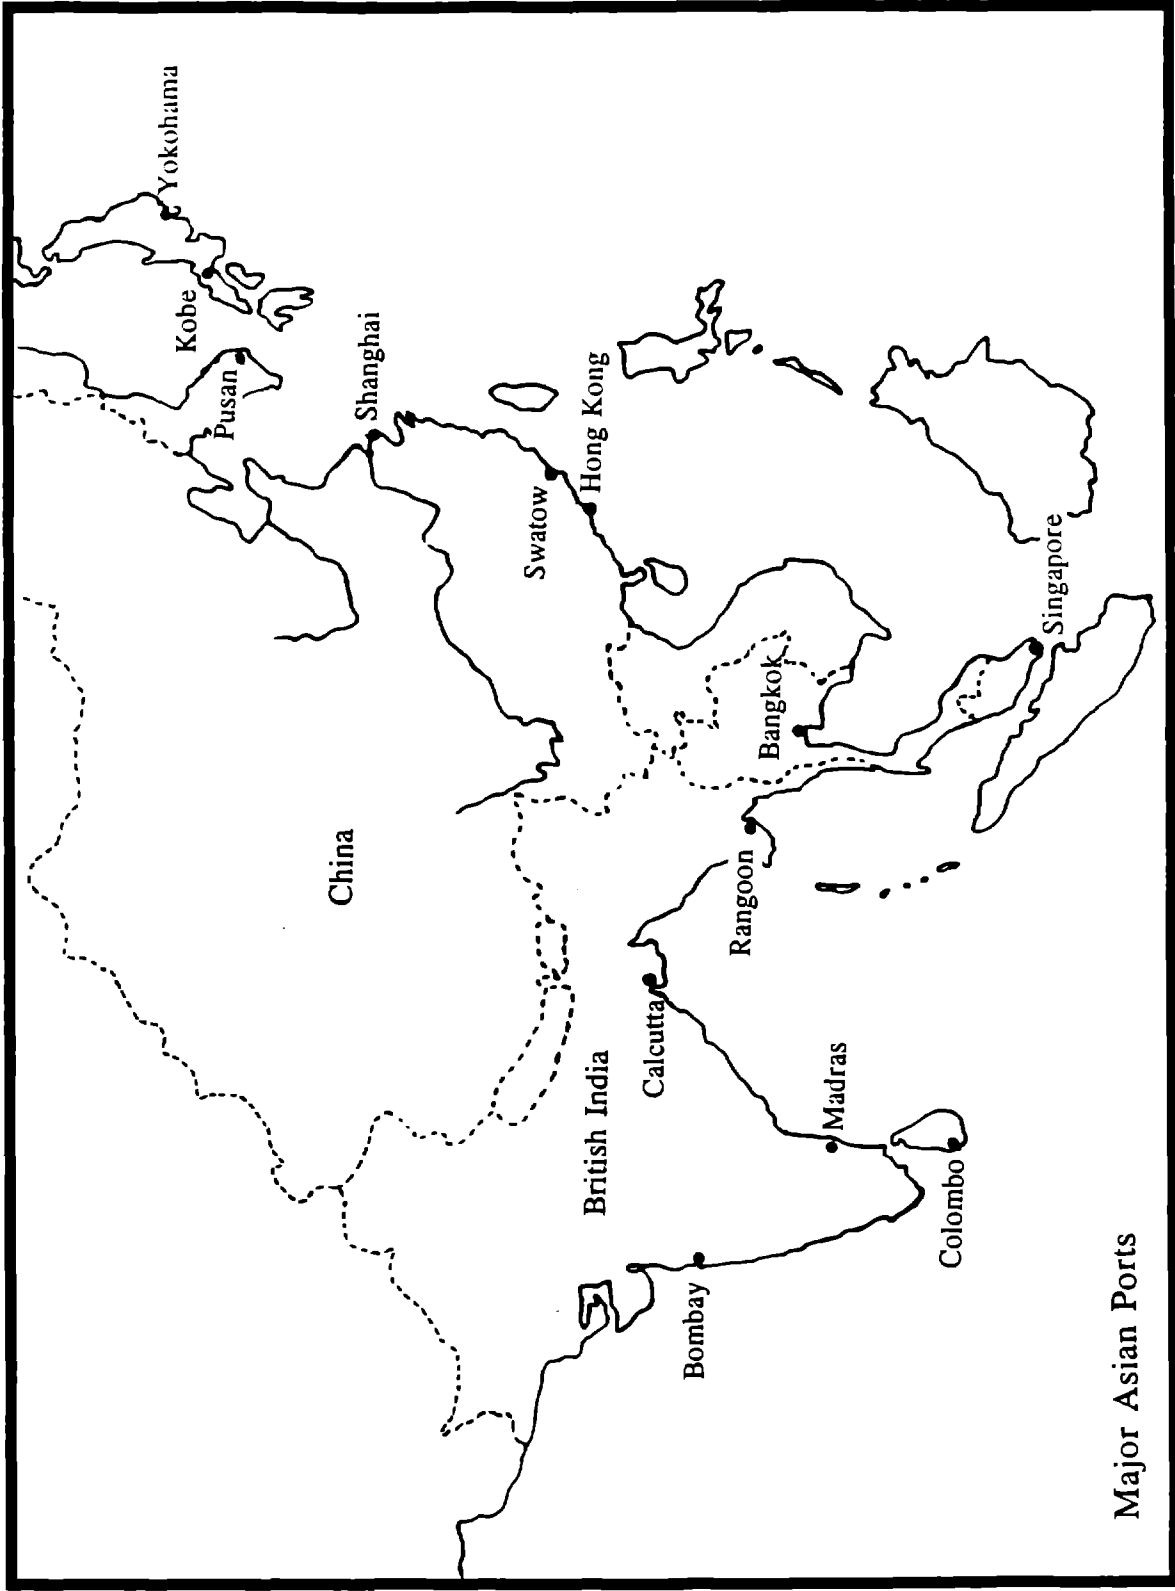 Yokohama
Kobe
Pusan
Shanghai
Swatow
Hong Kong
China
British India
Calcutta
Rangoon
Bangkok
Singapore
Bombay
Madras
Colombo
Major Asian Ports